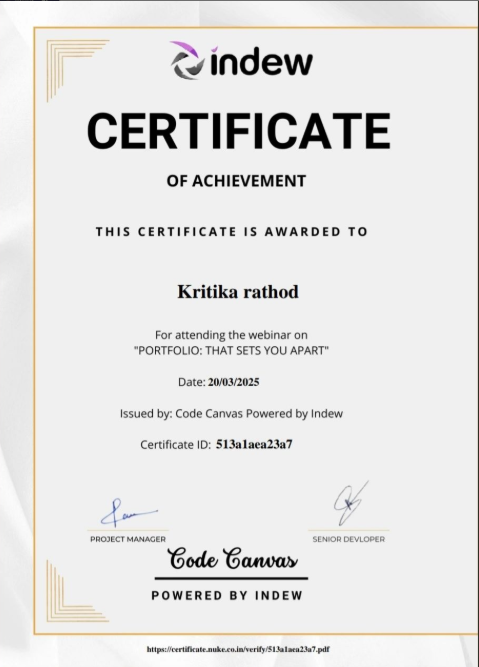 indew
CERTIFICATE
OF ACHIEVEMENT
THIS CERTIFICATE IS AWARDED TO
Kritika rathod
For attending the webinar on
"PORTFOLIO: THAT SETS YOU APART"
Date: 20/03/2025
Issued by: Code Canvas Powered by Indew
Certificate ID: 513a1aea23a7
PROJECT MANAGER
SENIOR DEVLOPER
Code Canvas
POWERED BY INDEW
https://certificate.nuke.co.in/verify/513a1aea23a7.pdf